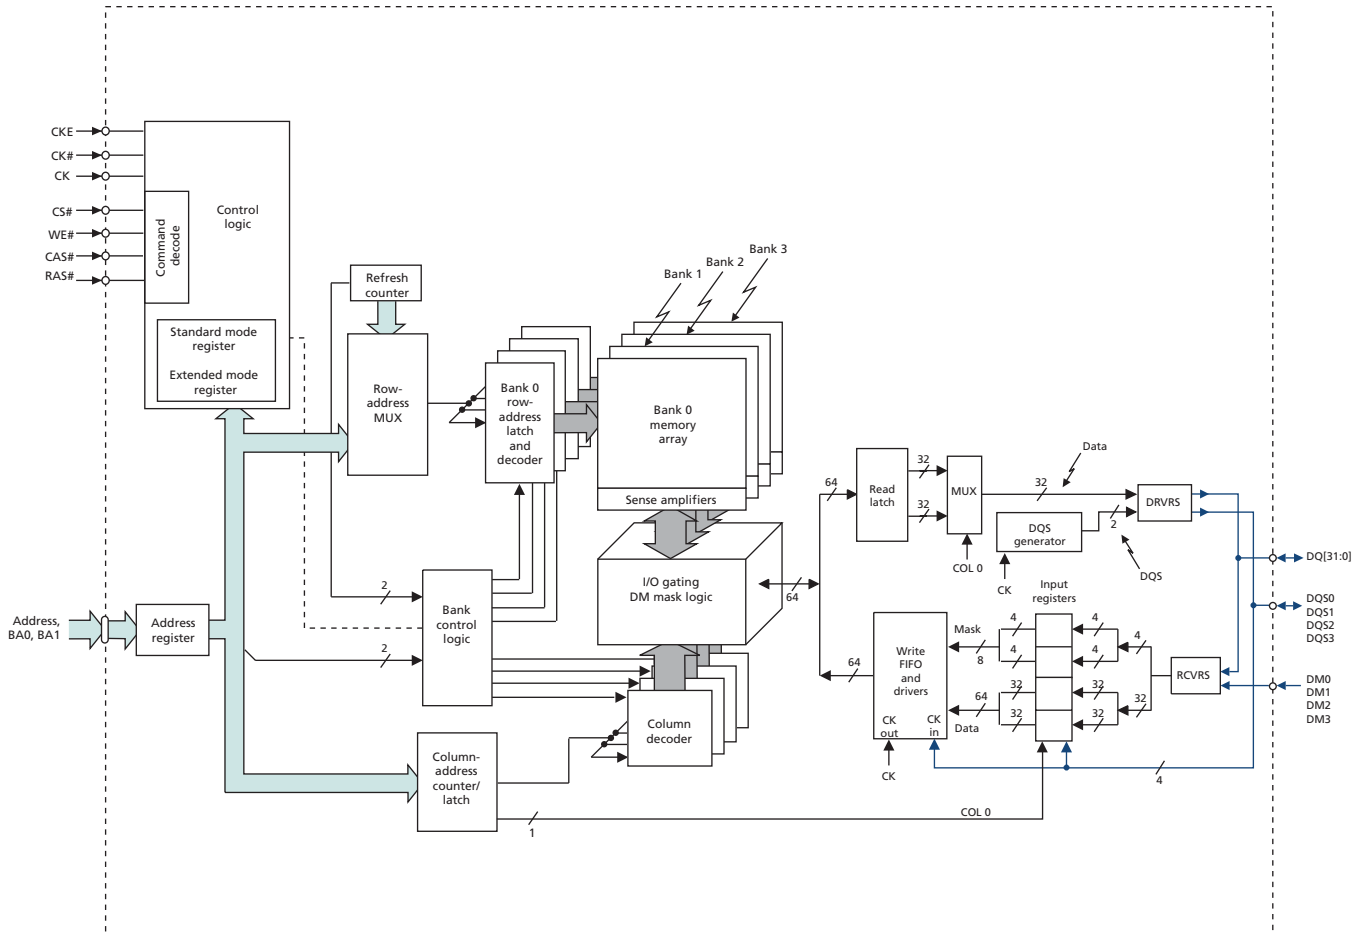 CKE
CK#
CK
CS#
WE#
CAS#
RAS#
Command
decode
Control
logic
Standard mode
register
Extended mode
register
Refresh
counter
Row-
address
MUX
Bank 0
row-
address
latch
and
decoder
Bank 1
Bank 2
Bank 3
Bank 0
memory
array
Sense amplifiers
I/O gating
DM mask logic
2
2
Bank
control
logic
Address,
BA0, BA1
Address
register
Column-
address
counter/
latch
Column
decoder
1
COL 0
64
64
64
Read
latch
32
32
MUX
COL 0
32
Data
DQS
generator
CK
2
DQS
DRVRS
DQ[31:0]
DQS0
DQS1
DQS2
DQS3
DM0
DM1
DM2
DM3
RCVRS
Input
registers
4
4
4
4
4
32
32
32
32
32
Mask
8
64
Data
Write
FIFO
and
drivers
CK
out
CK
in
CK
4